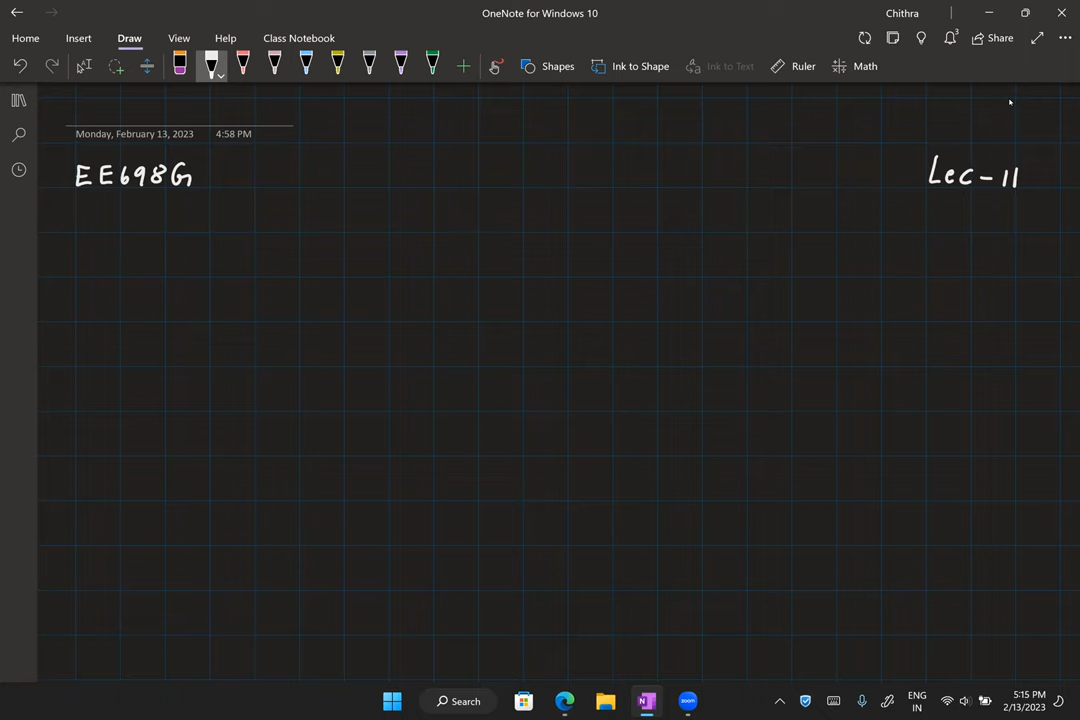 OneNote for Windows 10
Chithra
Home Insert Draw View Help Class Notebook
3 Share
Shapes Ink to Shape Ink to Text Ruler Math
Monday, February 13, 2023 4:58 PM
EE698G Lec-11
Search
zoom
ENG
IN
5:15 PM
2/13/2023